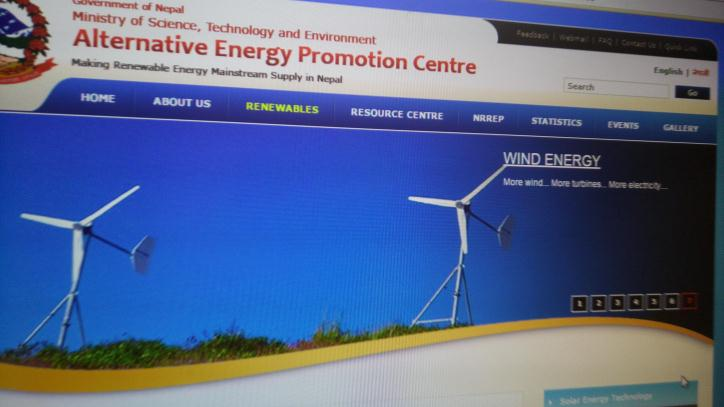 Government of Nepal
Ministry of Science, Technology and Environment
Alternative Energy Promotion Centre
Making Renewable Energy Mainstream Supply in Nepal
Feedback | Webmail | FAQ | Contact Us | Quick Link
English | नेपाली
Search Go
HOME ABOUT US RENEWABLES RESOURCE CENTRE NRREP STATISTICS EVENTS GALLERY
WIND ENERGY
More wind... More turbines... More electricity...
1 2 3 4 5 6 7
Solar Energy Technology